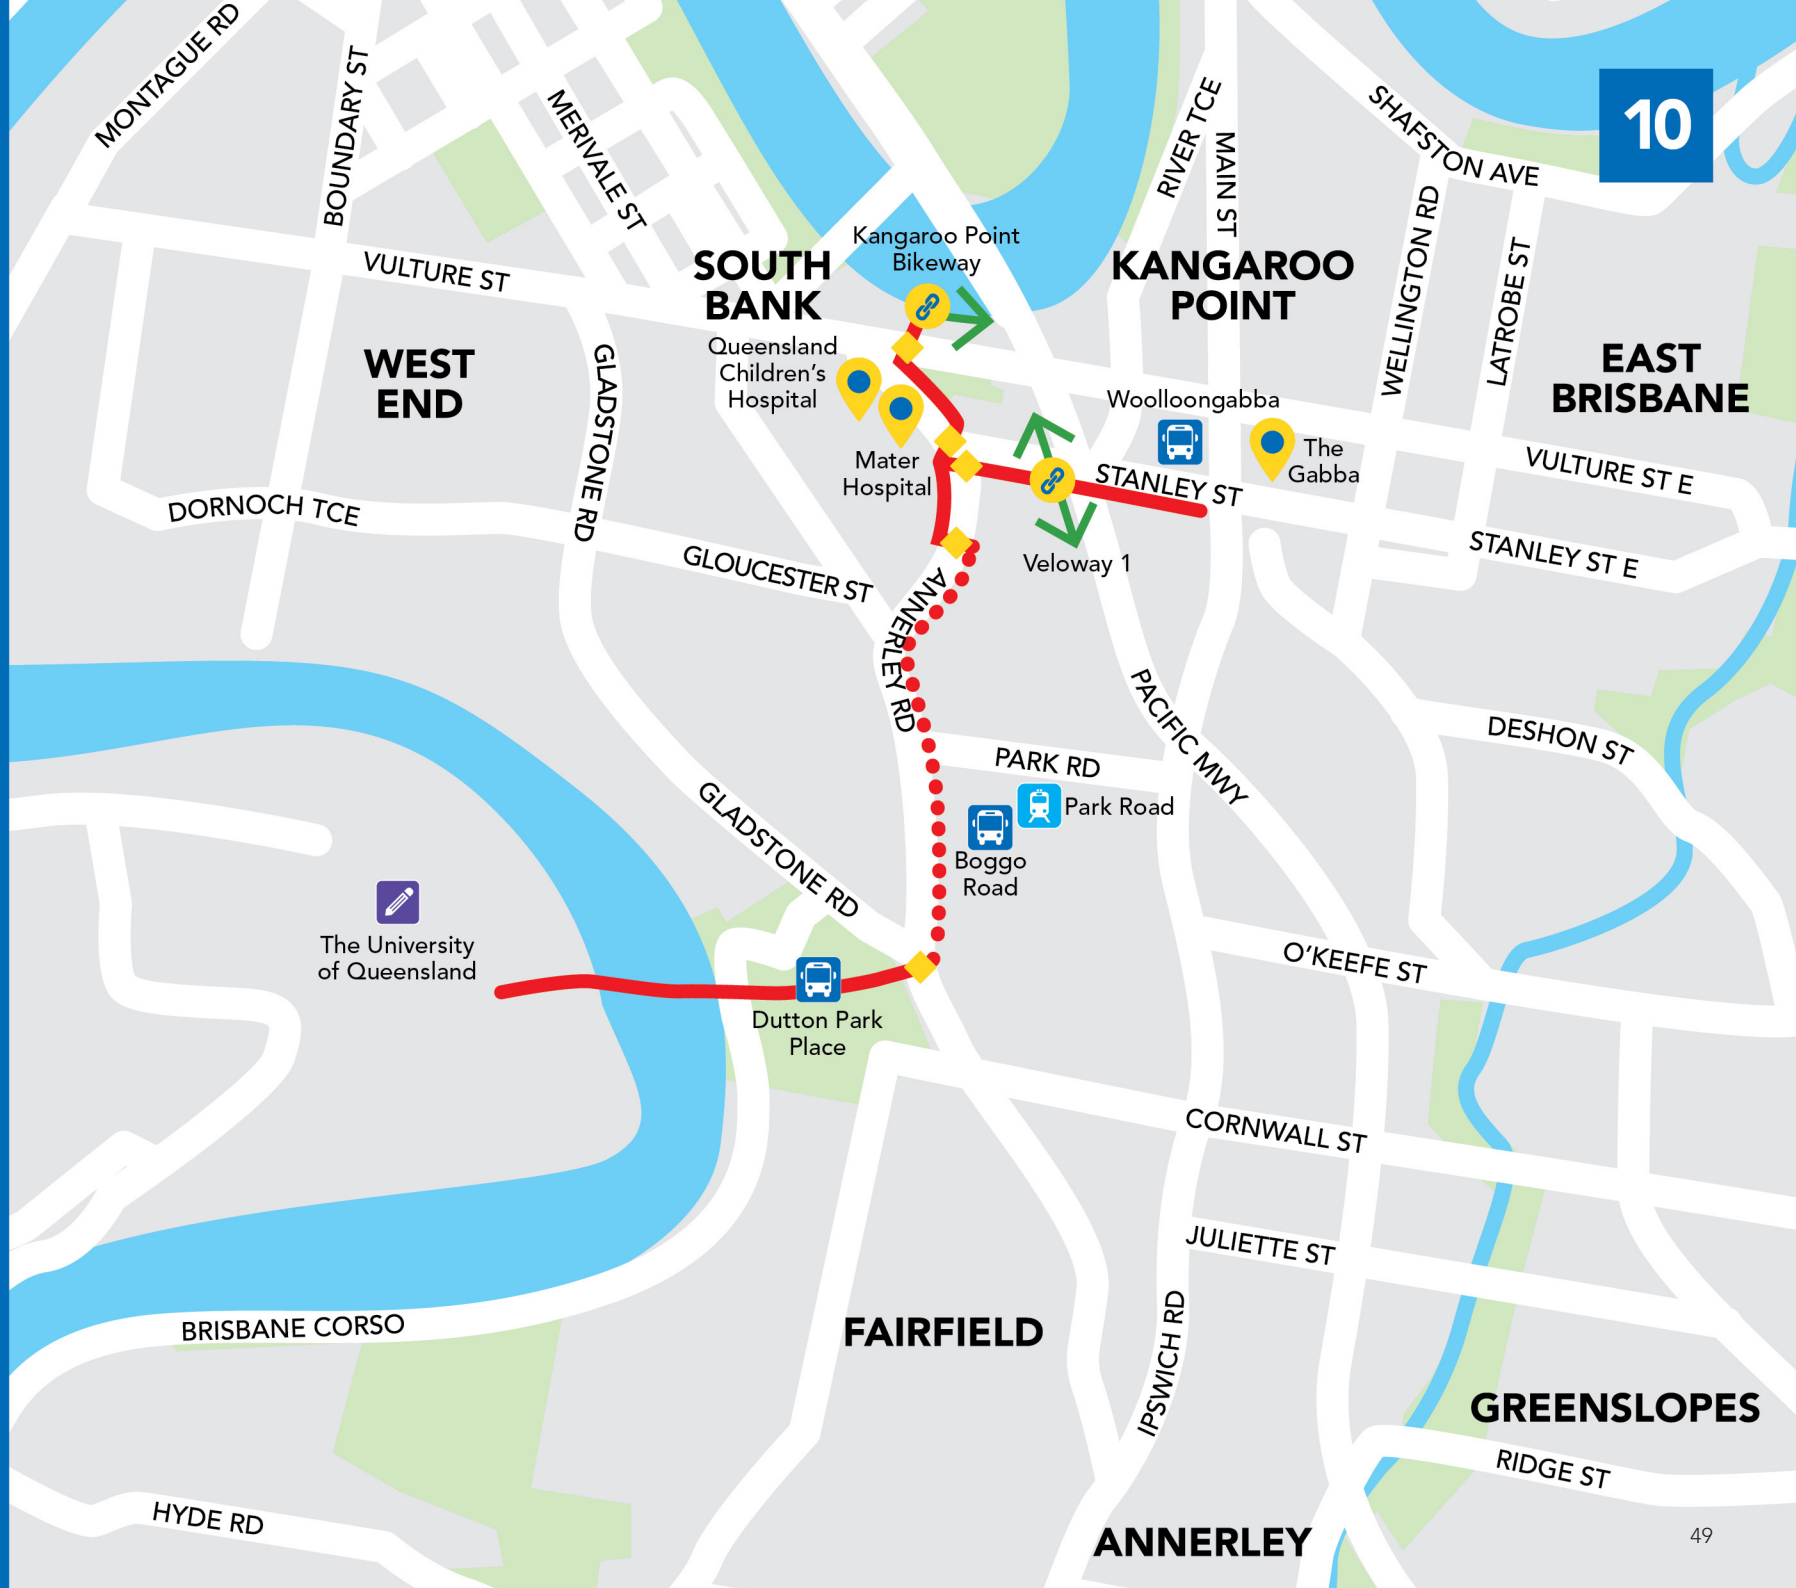 MONTAGUE RD
BOUNDARY ST
MERIVALE ST
RIVER TCE
MAIN ST
SHAFSTON AVE
10
VULTURE ST
SOUTH
BANK
Kangaroo Point
Bikeway
KANGAROO
POINT
WELLINGTON RD
LATROBE ST
WEST
END
GLADSTONE RD
Queensland
Children's
Hospital
Mater
Hospital
Woolloongabba
The
Gabba
EAST
BRISBANE
VULTURE ST E
STANLEY ST
STANLEY ST E
DORNOCH TCE
GLOUCESTER ST
Veloway 1
ANNERLEY RD
PACIFIC MWY
DESHON ST
PARK RD
Park Road
Boggo
Road
GLADSTONE RD
The University
of Queensland
Dutton Park
Place
O'KEEFE ST
CORNWALL ST
JULIETTE ST
BRISBANE CORSO
FAIRFIELD
IPSWICH RD
GREENSLOPES
RIDGE ST
HYDE RD
ANNERLEY
49